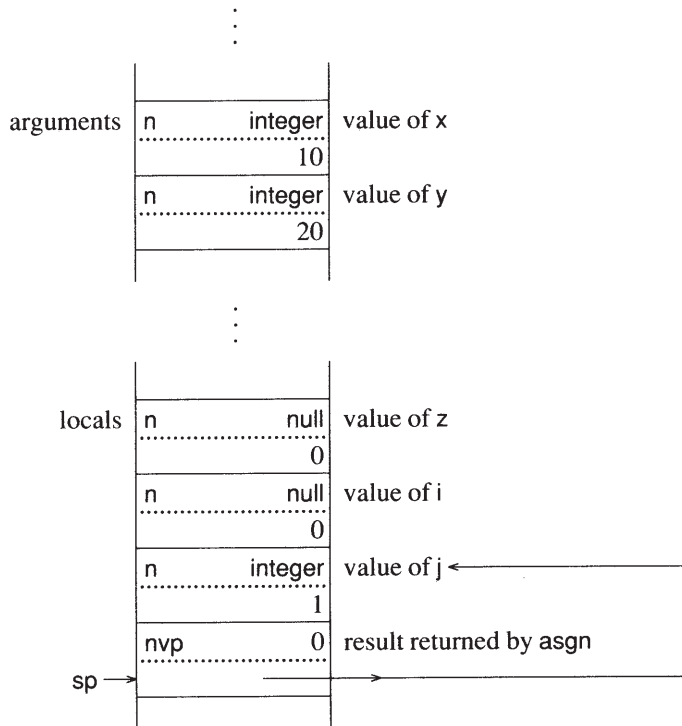 arguments n integer value of x
10
n integer value of y
20
locals n null value of z
0
n null value of i
0
n integer value of j
1
nvp 0 result returned by asgn
sp